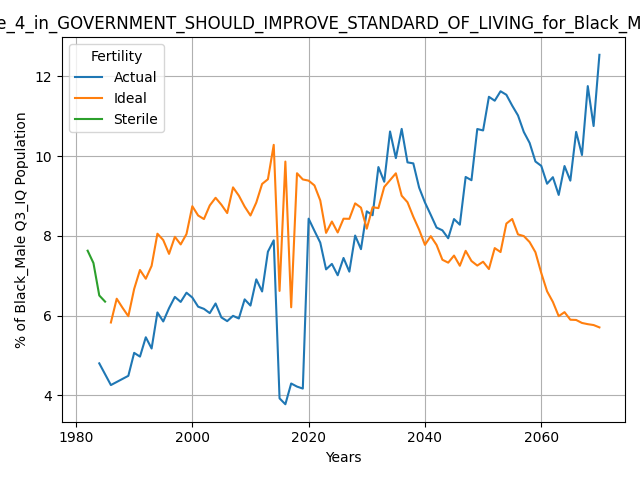 e_4_in_GOVERNMENT_SHOULD_IMPROVE_STANDARD_OF_LIVING_for_Black_M
Fertility
Actual
Ideal
Sterile
% of Black_Male Q3_IQ Population
12
10
8
6
4
1980
2000
2020
2040
2060
Years